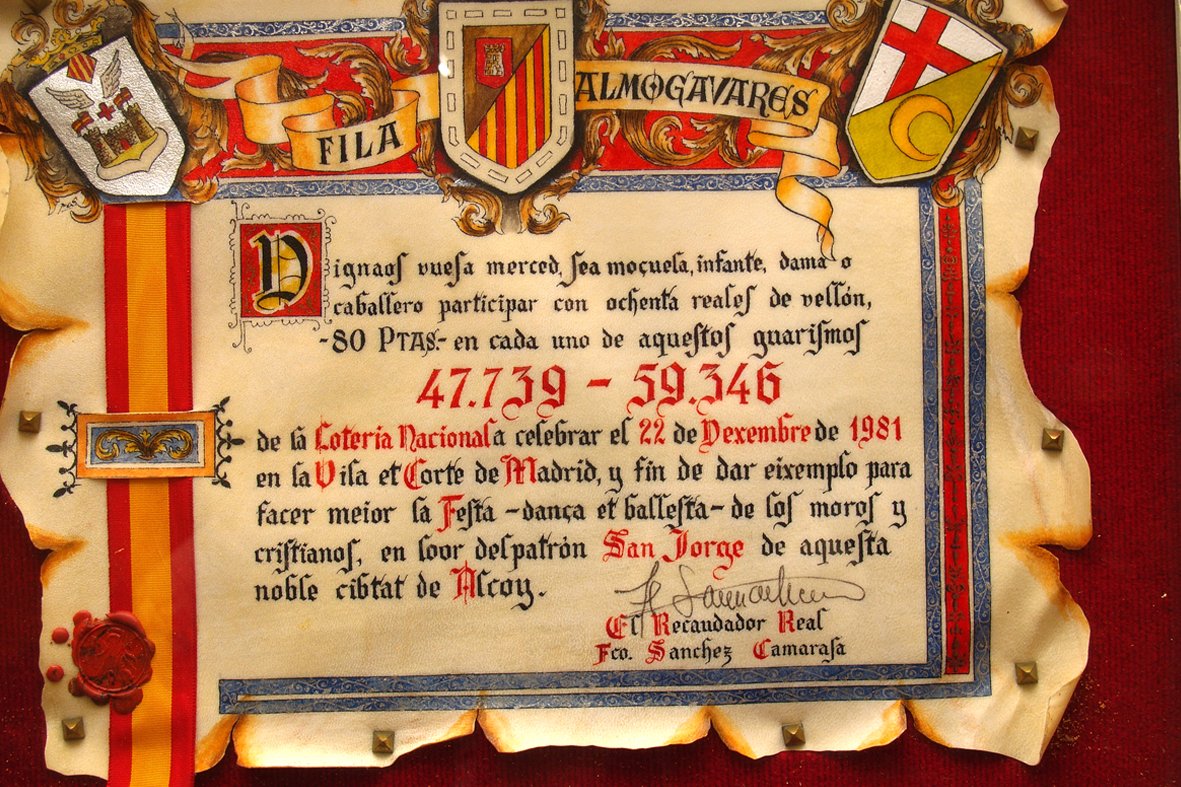 FILA ALMOGAVARES
Dignaos vuesa merced, sea moçuela, infante, dama o
caballero participar con ochenta reales de vellón,
-80 PTAS.- en cada uno de aquestos guarismos
47.739 - 59.346
de la Loteria Nacional a celebrar el 22 de Dexembre de 1981
en la Vila et Corte de Madrid, y fin de dar eixemplo para
facer meior la Festa -dança et ballesta- de los moros y
cristianos, en loor del patrón San Jorge de aquesta
noble cibtat de Alcoy.
El Recaudador Real
Fco. Sanchez Camarasa